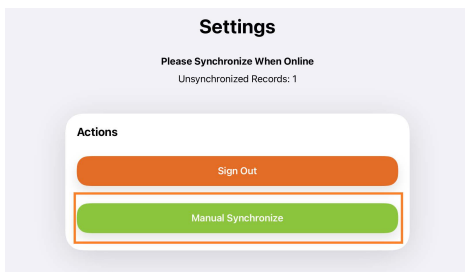 Settings
Please Synchronize When Online
Unsynchronized Records: 1
Actions
Sign Out
Manual Synchronize